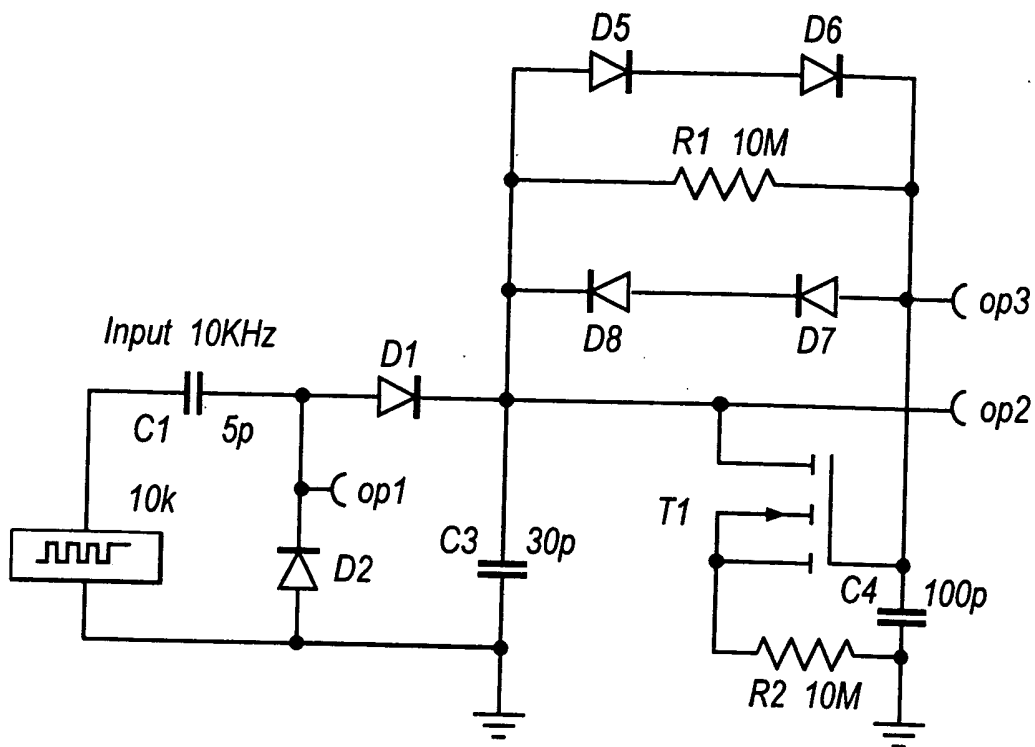 D5
D6
R1 10M
op3
D8
D7
Input 10KHz
D1
op2
C1
5p
op1
10k
T1
D2
C3
30p
C4
100p
R2 10M